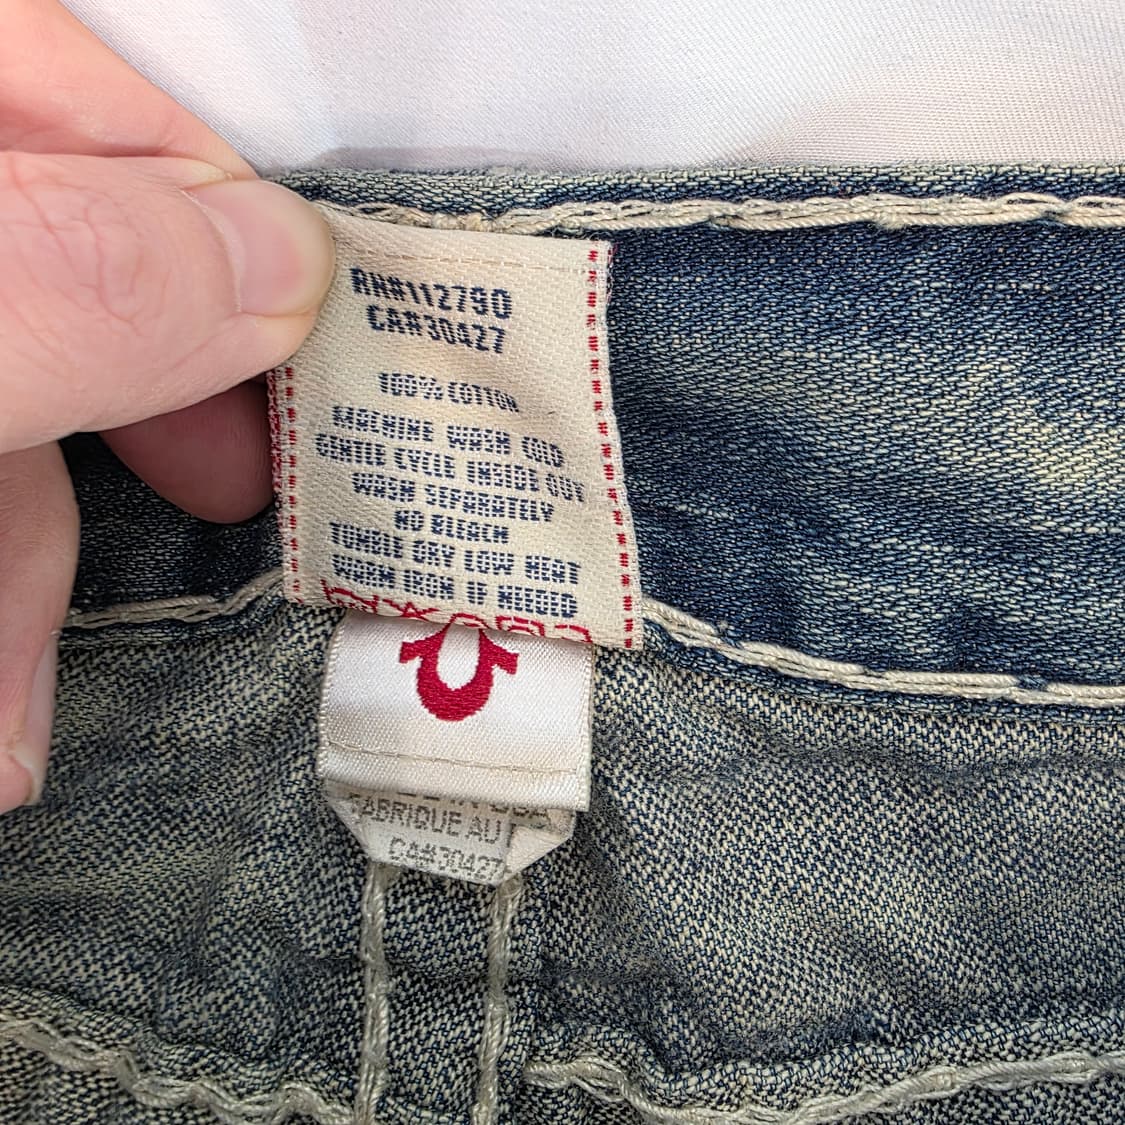 RN#112790
CA#30427
100% COTTON
MACHINE WASH COLD
GENTLE CYCLE INSIDE OUT
WASH SEPARATELY
NO BLEACH
TUMBLE DRY LOW HEAT
WARM IRON IF NEEDED
FABRIQUE AU
CA#30427